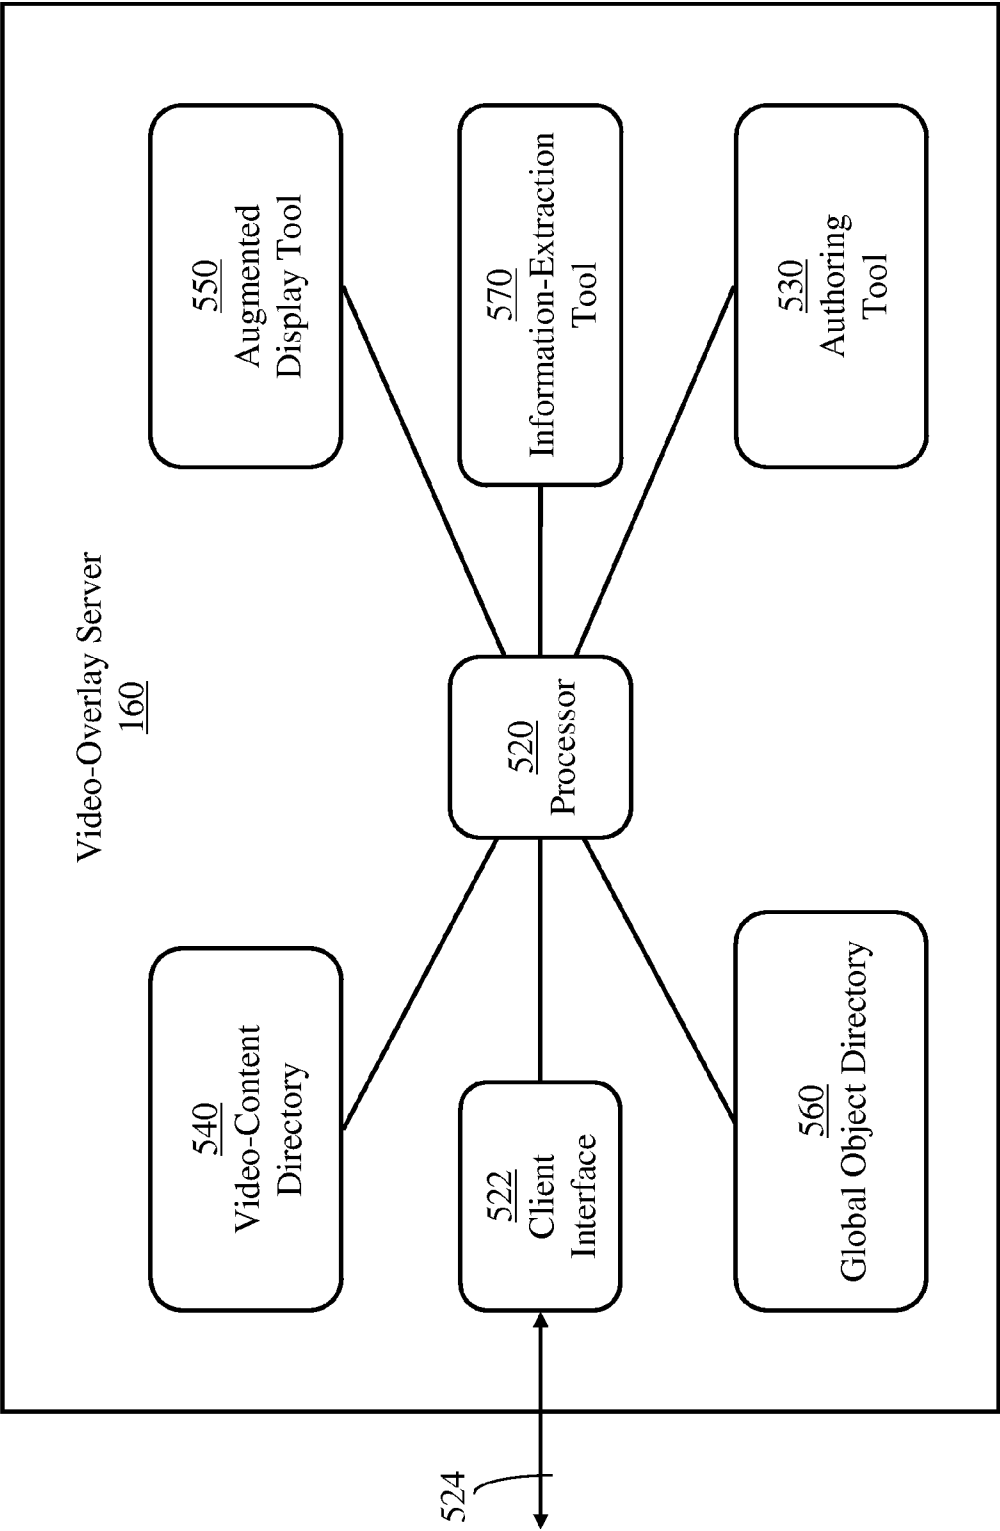 Video-Overlay Server
160
540
Video-Content
Directory
550
Augmented
Display Tool
524
522
Client
Interface
520
Processor
570
Information-Extraction
Tool
560
Global Object Directory
530
Authoring
Tool